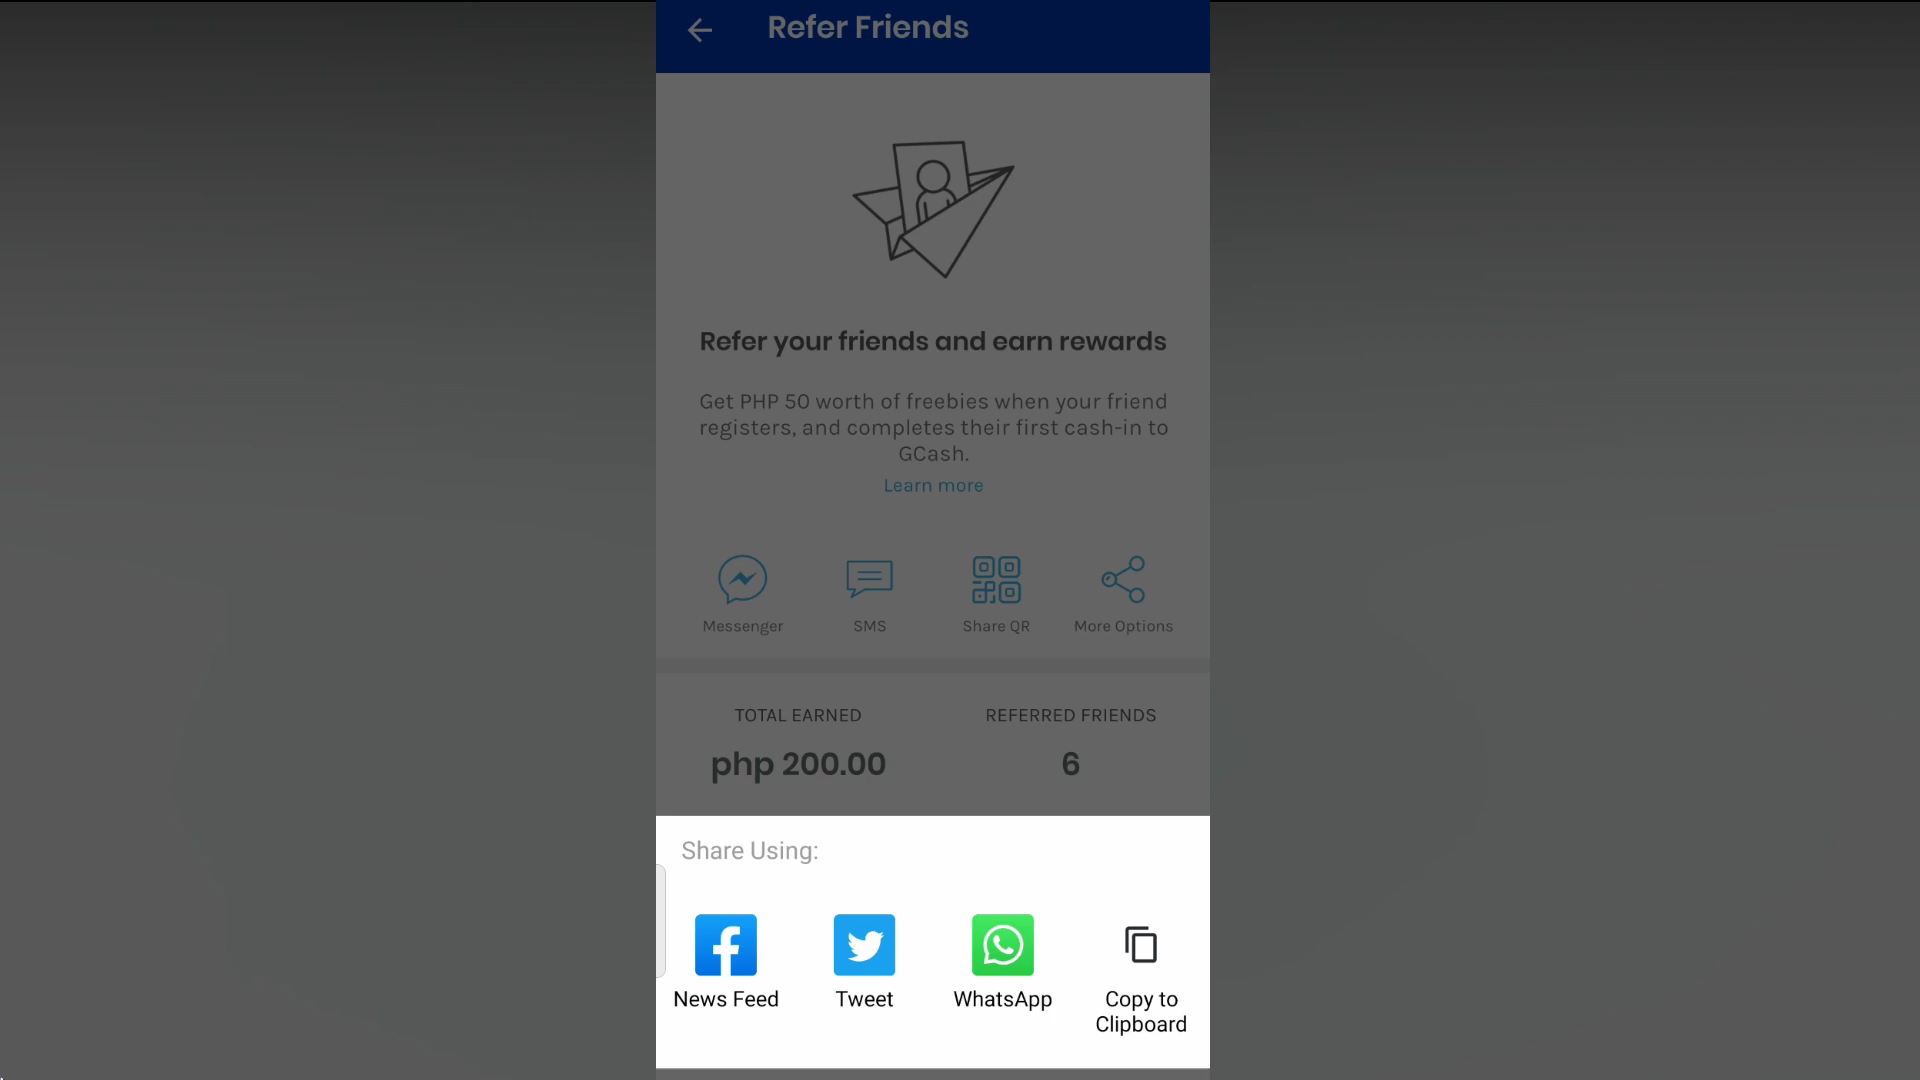 Refer Friends
Refer your friends and earn rewards
Get PHP 50 worth of freebies when your friend
registers, and completes their first cash-in to
GCash.
Learn more
Messenger SMS Share QR More Options
TOTAL EARNED REFERRED FRIENDS
php 200.00 6
Share Using:
News Feed Tweet WhatsApp Copy to
Clipboard